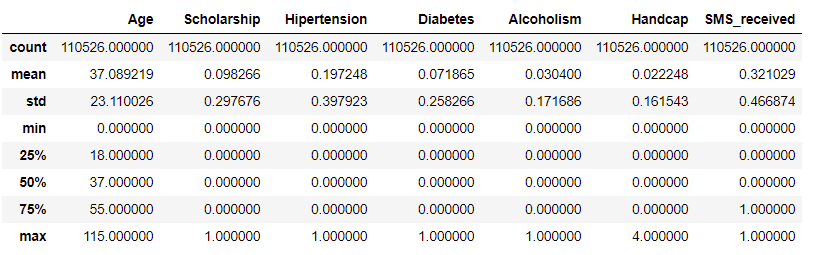 Age Scholarship Hipertension Diabetes Alcoholism Handcap SMS_received
count 110526.000000 110526.000000 110526.000000 110526.000000 110526.000000 110526.000000 110526.000000
mean 37.089219 0.098266 0.197248 0.071865 0.030400 0.022248 0.321029
std 23.110026 0.297676 0.397923 0.258266 0.171686 0.161543 0.466874
min 0.000000 0.000000 0.000000 0.000000 0.000000 0.000000 0.000000
25% 18.000000 0.000000 0.000000 0.000000 0.000000 0.000000 0.000000
50% 37.000000 0.000000 0.000000 0.000000 0.000000 0.000000 0.000000
75% 55.000000 0.000000 0.000000 0.000000 0.000000 0.000000 1.000000
max 115.000000 1.000000 1.000000 1.000000 1.000000 4.000000 1.000000